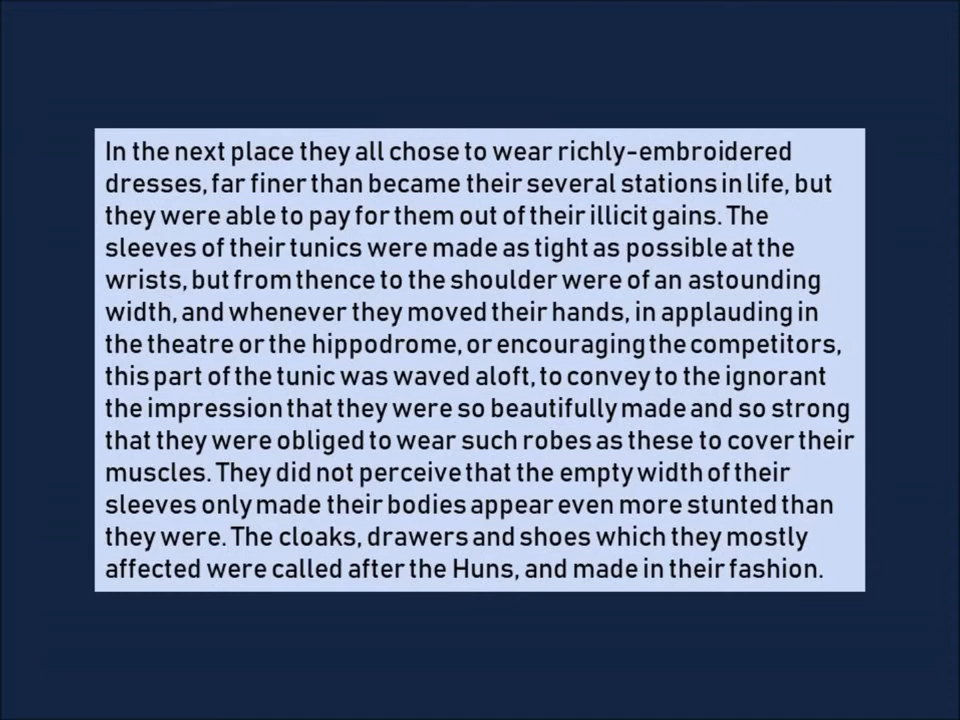 In the next place they all chose to wear richly-embroidered
dresses, far finer than became their several stations in life, but
they were able to pay for them out of their illicit gains. The
sleeves of their tunics were made as tight as possible at the
wrists, but from thence to the shoulder were of an astounding
width, and whenever they moved their hands, in applauding in
the theatre or the hippodrome, or encouraging the competitors,
this part of the tunic was waved aloft, to convey to the ignorant
the impression that they were so beautifully made and so strong
that they were obliged to wear such robes as these to cover their
muscles. They did not perceive that the empty width of their
sleeves only made their bodies appear even more stunted than
they were. The cloaks, drawers and shoes which they mostly
affected were called after the Huns, and made in their fashion.